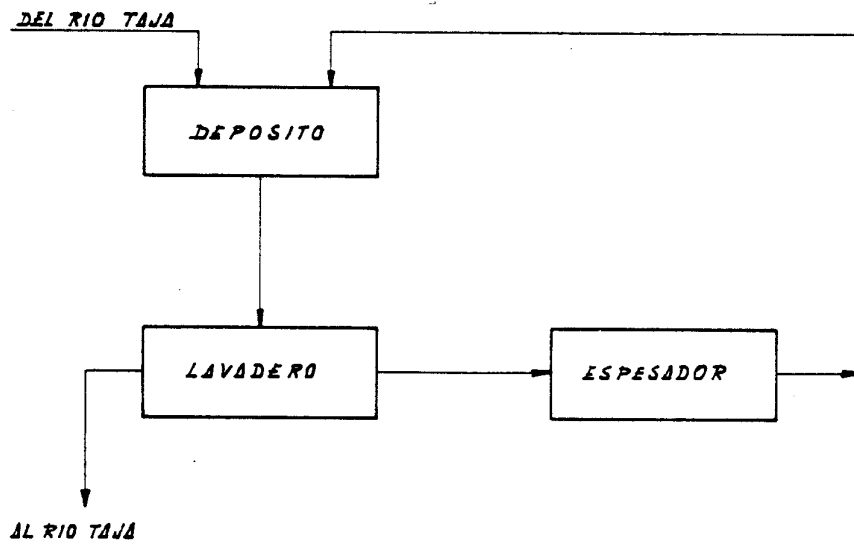 DEL RIO TAJA
DEPOSITO
LAVADERO
ESPESADOR
AL RIO TAJA